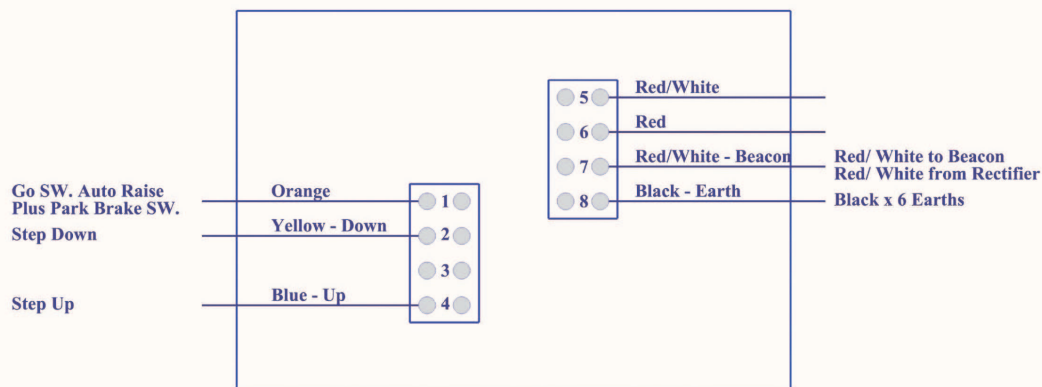 Go SW. Auto Raise
Plus Park Brake SW.
Step Down
Step Up
Orange
Yellow - Down
Blue - Up
1
2
3
4
5
6
7
8
Red/White
Red
Red/White - Beacon
Black - Earth
Red/ White to Beacon
Red/ White from Rectifier
Black x 6 Earths